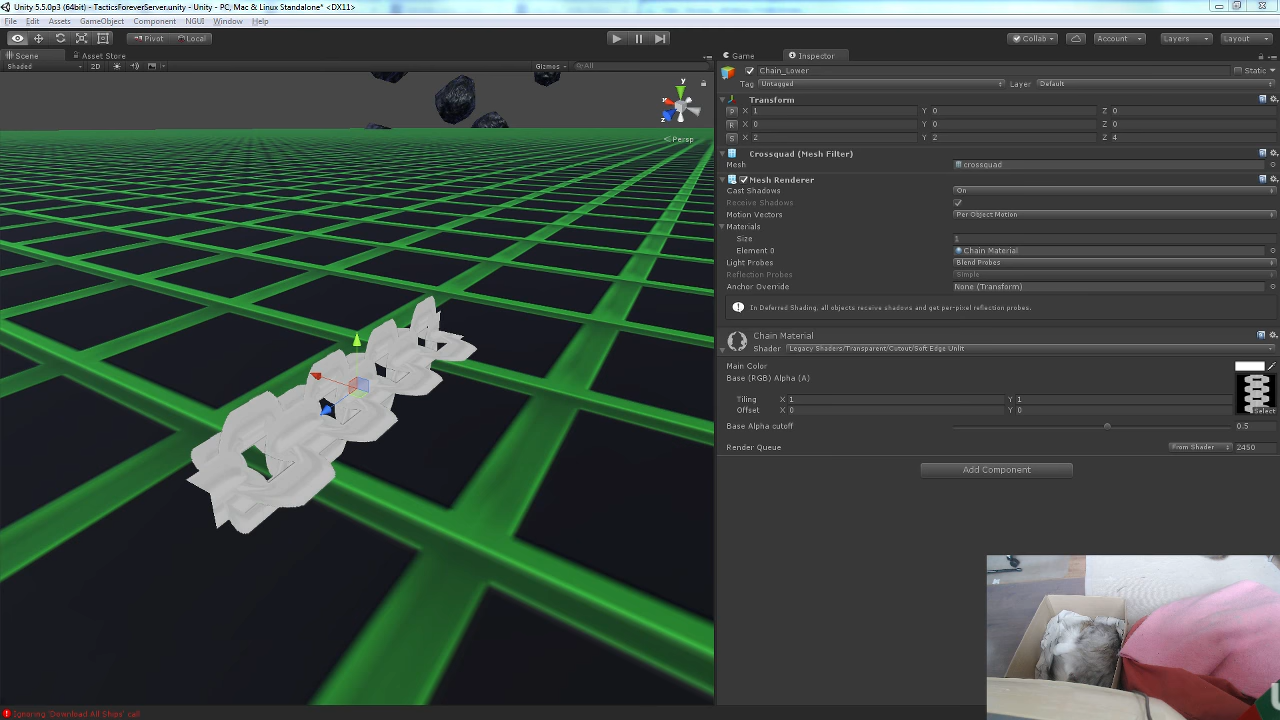 Unity 5.5.0p3 (64bit) - TacticsForeverServer.unity - Unity - PC, Mac & Linux Standalone* <DX11>
File Edit Assets GameObject Component NGUI Window Help
Pivot Local Collab Account Layers Layout
Scene Asset Store Game Inspector
Shaded 2D Gizmos All
Chain_Lower Static
Tag Untagged Layer Default
Transform
P X 1 Y 0 Z 0
R X 0 Y 0 Z 0
S X 2 Y 2 Z 4
Crossquad (Mesh Filter)
Mesh crossquad
Mesh Renderer
Cast Shadows On
Receive Shadows
Motion Vectors Per Object Motion
Materials
Size 1
Element 0 Chain Material
Light Probes Blend Probes
Reflection Probes Simple
Anchor Override None (Transform)
In Deferred Shading, all objects receive shadows and get per-pixel reflection probes.
Chain Material
Shader Legacy Shaders/Transparent/Cutout/Soft Edge Unlit
Main Color
Base (RGB) Alpha (A)
Tiling X 1 Y 1
Offset X 0 Y 0
Select
Base Alpha cutoff 0.5
Render Queue From Shader 2450
Add Component
y
x
z
Persp
Ignoring 'Download All Ships' call